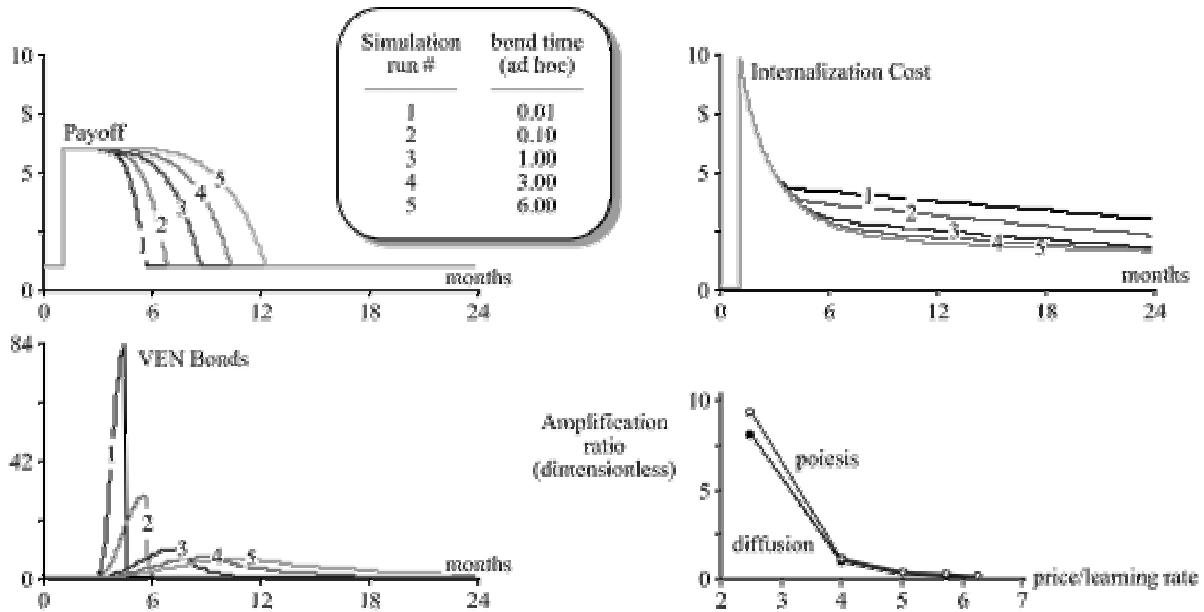 Simulation run #
bond time (ad hoc)
1 0.01
2 0.10
3 1.00
4 3.00
5 6.00
10
8
5
0
Payoff
1
2
3
4
5
months
0 6 12 18 24
10
8
5
0
Internalization Cost
1
2
3
4
5
months
0 6 12 18 24
84
42
0
VEN Bonds
1
2
3
4
5
months
0 6 12 18 24
Amplification
ratio
(dimensionless)
10
5
0
poiesis
diffusion
price/learning rate
2 3 4 5 6 7